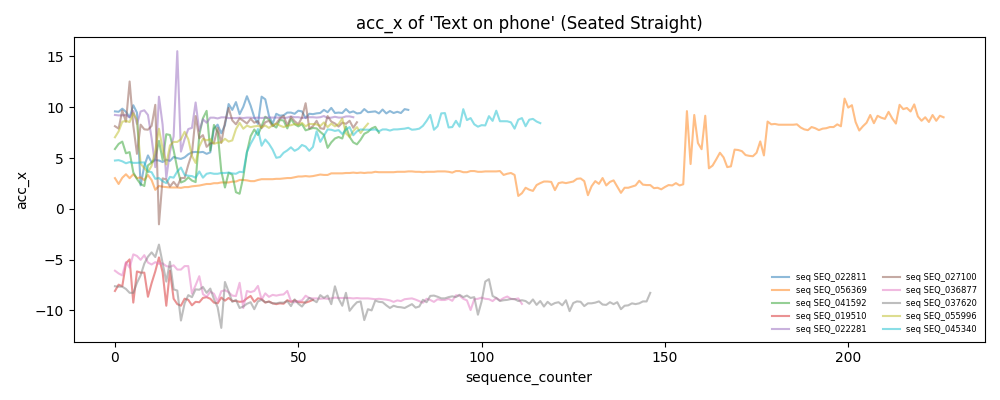 acc_x of 'Text on phone' (Seated Straight)
acc_x
15
10
5
0
−5
−10
0 50 100 150 200
sequence_counter
seq SEQ_022811 seq SEQ_027100
seq SEQ_056369 seq SEQ_036877
seq SEQ_041592 seq SEQ_037620
seq SEQ_019510 seq SEQ_055996
seq SEQ_022281 seq SEQ_045340